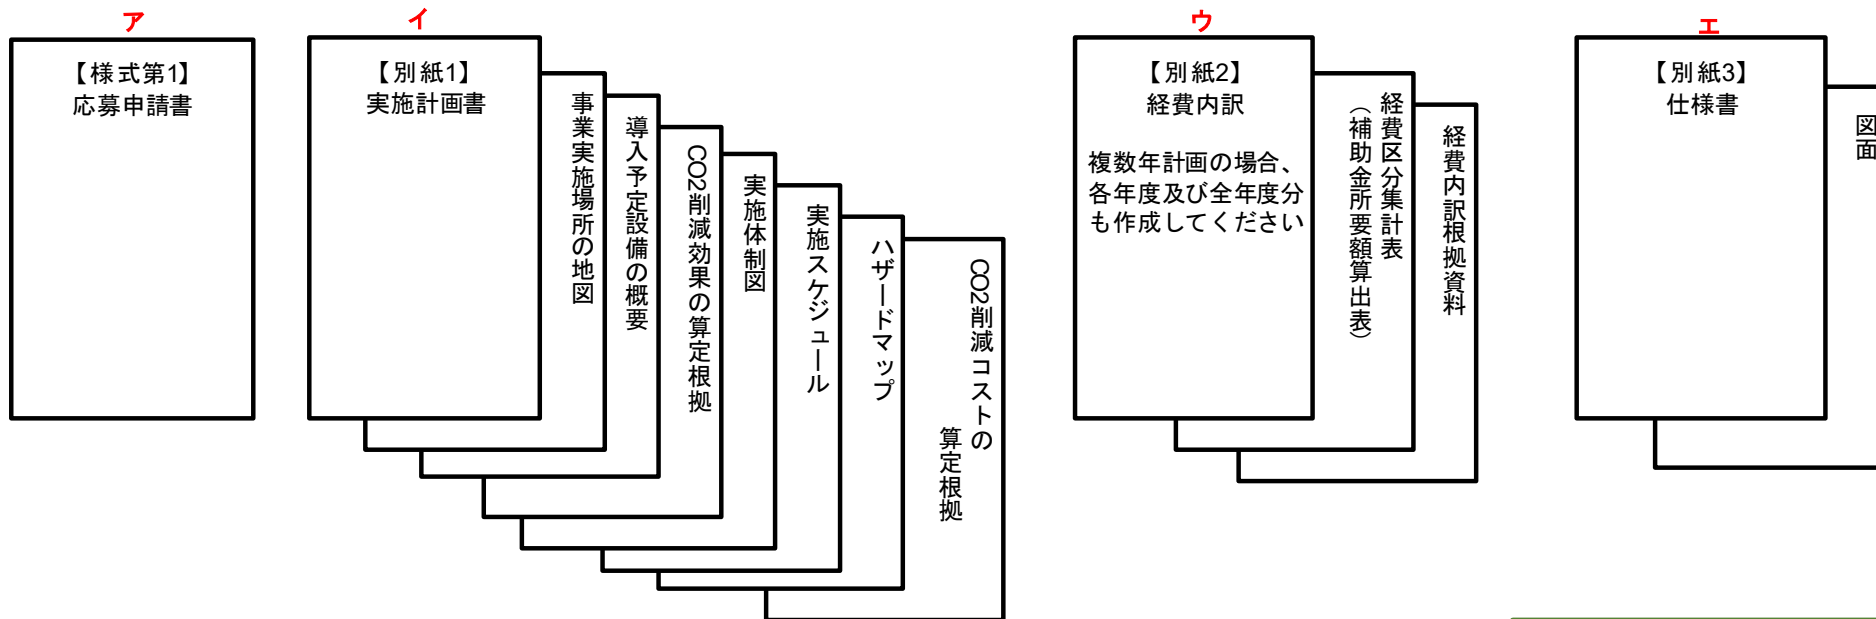 ア
【様式第1】
応募申請書
イ
【別紙1】
実施計画書
事業実施場所の地図
導入予定設備の概要
CO2削減効果の算定根拠
実施体制図
実施スケジュール
ハザードマップ
CO2削減コストの
算定根拠
ウ
【別紙2】
経費内訳
複数年計画の場合、
各年度及び全年度分
も作成してください
経費区分集計表
（補助金所要額算出表）
経費内訳根拠資料
エ
【別紙3】
仕様書
図面